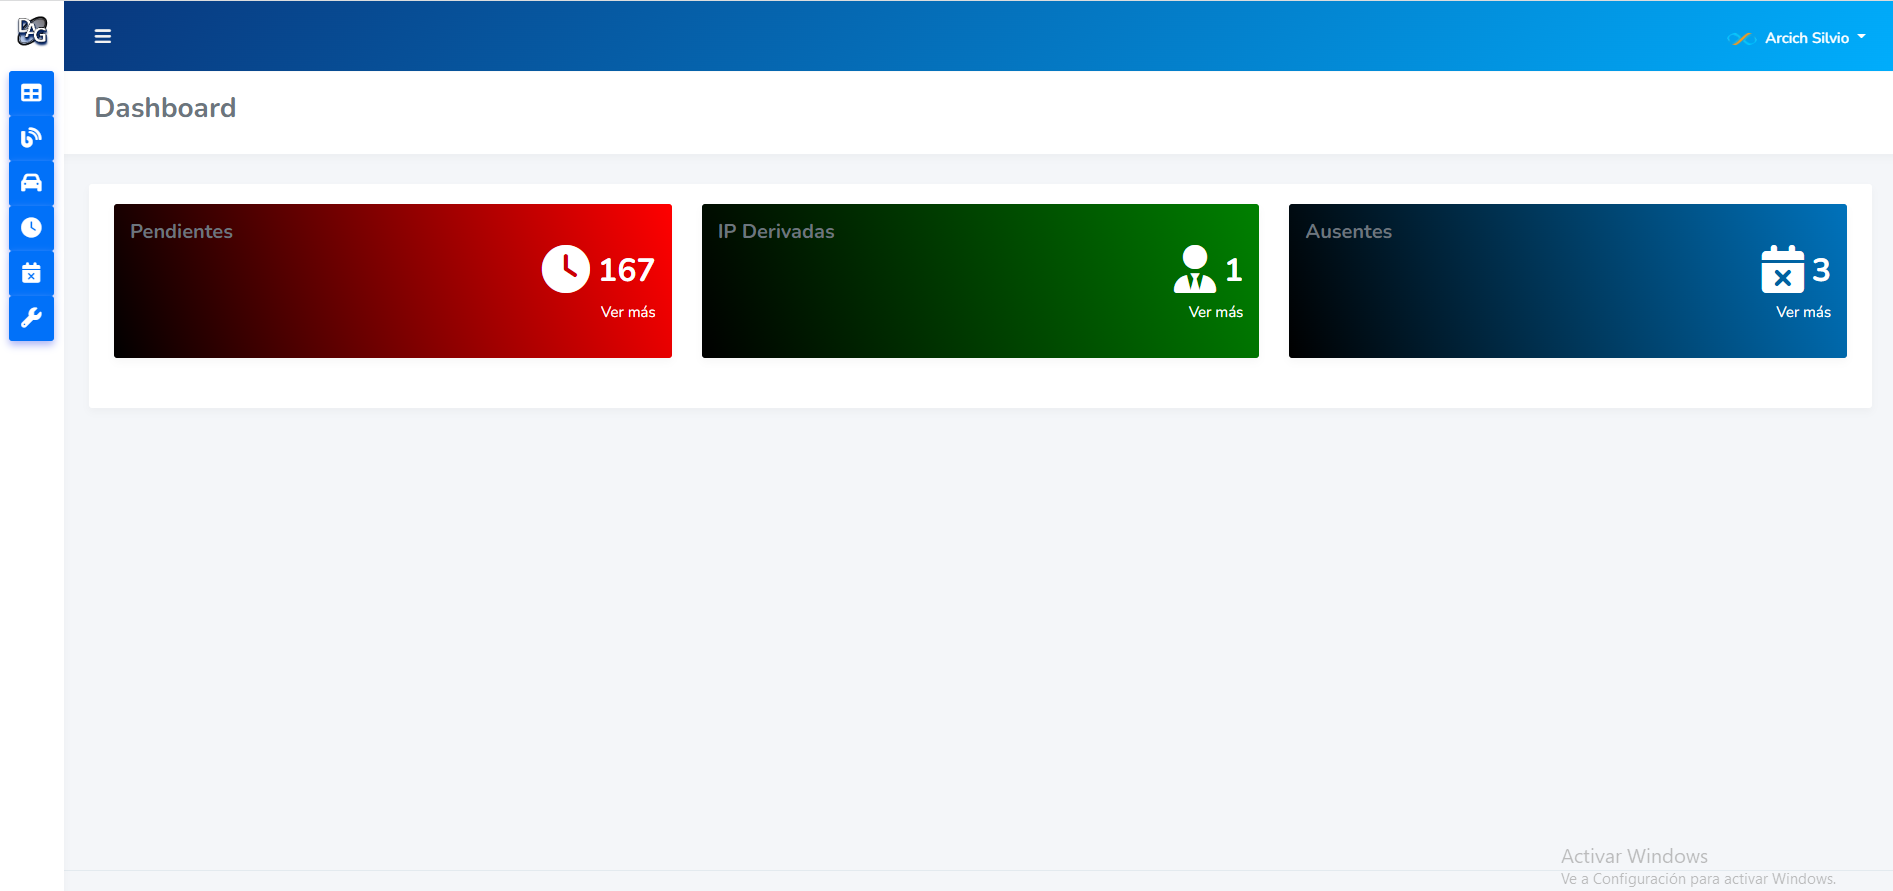 DAG
Arcich Silvio
Dashboard
Pendientes
167
Ver más
IP Derivadas
1
Ver más
Ausentes
3
Ver más
Activar Windows
Ve a Configuración para activar Windows.